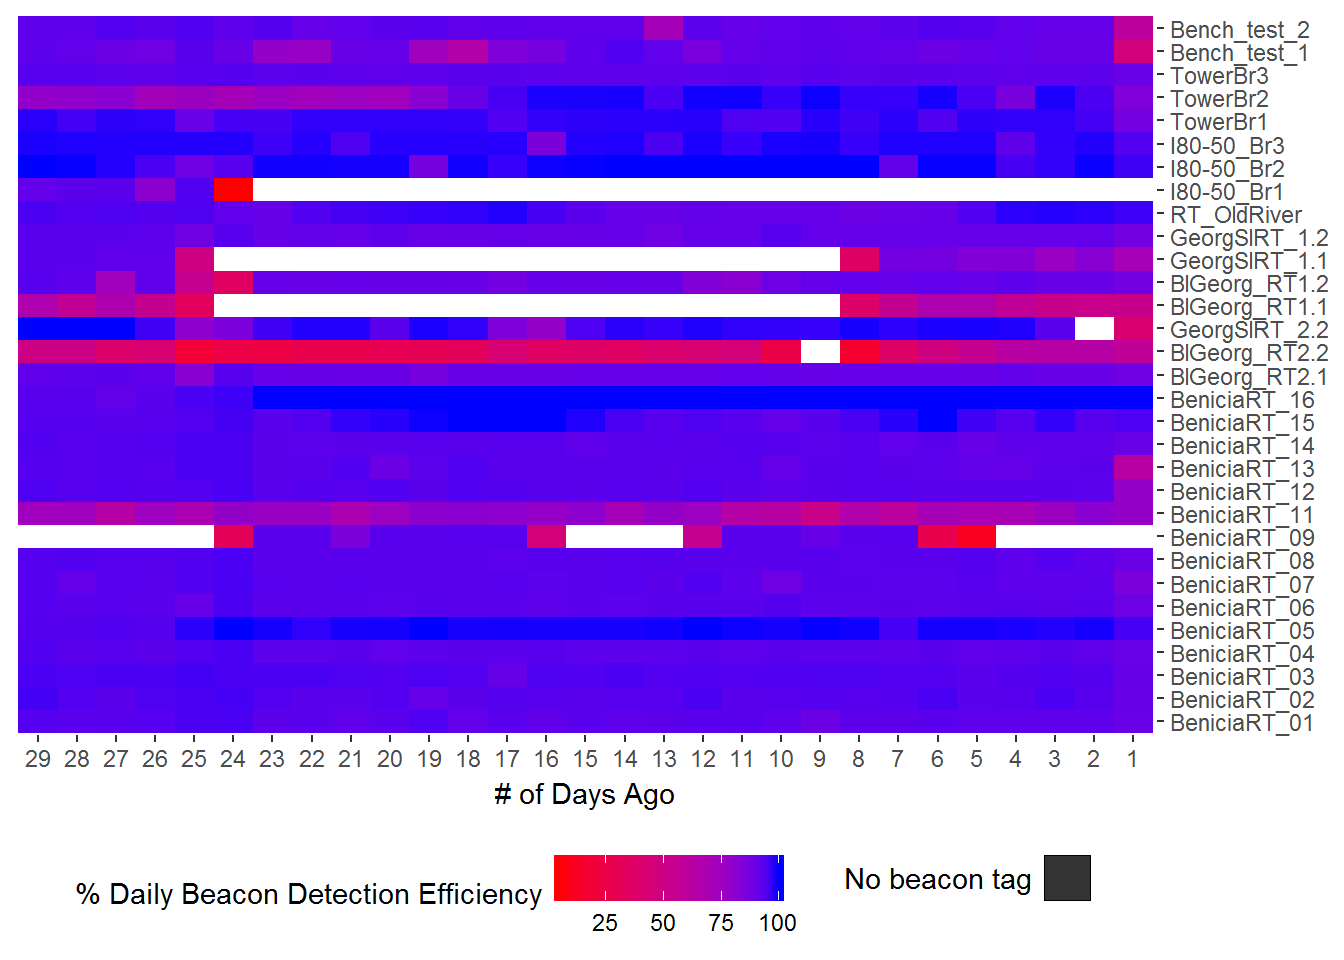 Bench_test_2
Bench_test_1
TowerBr3
TowerBr2
TowerBr1
I80-50_Br3
I80-50_Br2
I80-50_Br1
RT_OldRiver
GeorgSlRT_1.2
GeorgSlRT_1.1
BlGeorg_RT1.2
BlGeorg_RT1.1
GeorgSlRT_2.2
BlGeorg_RT2.2
BlGeorg_RT2.1
BeniciaRT_16
BeniciaRT_15
BeniciaRT_14
BeniciaRT_13
BeniciaRT_12
BeniciaRT_11
BeniciaRT_09
BeniciaRT_08
BeniciaRT_07
BeniciaRT_06
BeniciaRT_05
BeniciaRT_04
BeniciaRT_03
BeniciaRT_02
BeniciaRT_01
29 28 27 26 25 24 23 22 21 20 19 18 17 16 15 14 13 12 11 10 9 8 7 6 5 4 3 2 1
# of Days Ago
% Daily Beacon Detection Efficiency
25 50 75 100
No beacon tag